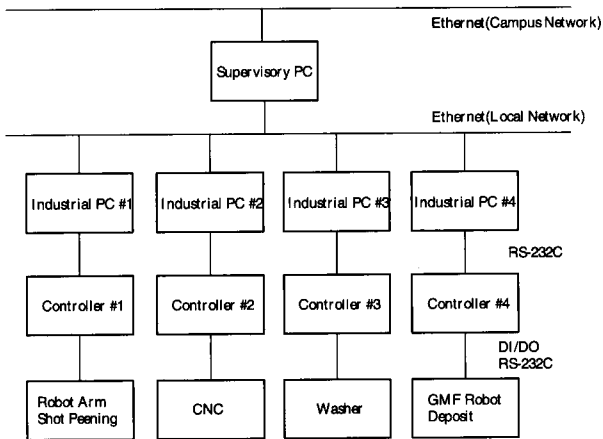 Ethernet(Campus Network)
Supervisory PC
Ethernet(Local Network)
Industrial PC #1
Industrial PC #2
Industrial PC #3
Industrial PC #4
RS-232C
Controller #1
Controller #2
Controller #3
Controller #4
DI/DO
RS-232C
Robot Arm
Shot Peening
CNC
Washer
GMF Robot
Deposit